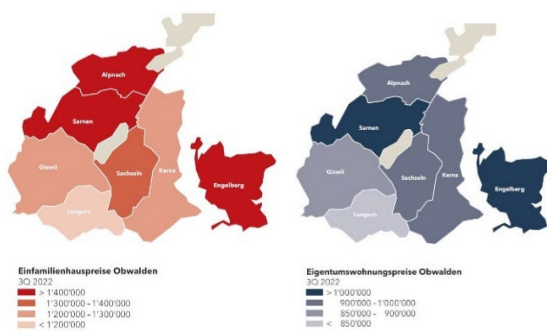 Alpnach
Sarnen
Giswil
Sachseln
Kerns
Lungern
Engelberg
Einfamilienhauspreise Obwalden
3Q 2022
> 1'400'000
1'300'000 - 1'400'000
1'200'000 - 1'300'000
< 1'200'000
Alpnach
Sarnen
Giswil
Sachseln
Kerns
Lungern
Engelberg
Eigentumswohnungspreise Obwalden
3Q 2022
> 1'000'000
900'000 - 1'000'000
850'000 - 900'000
< 850'000